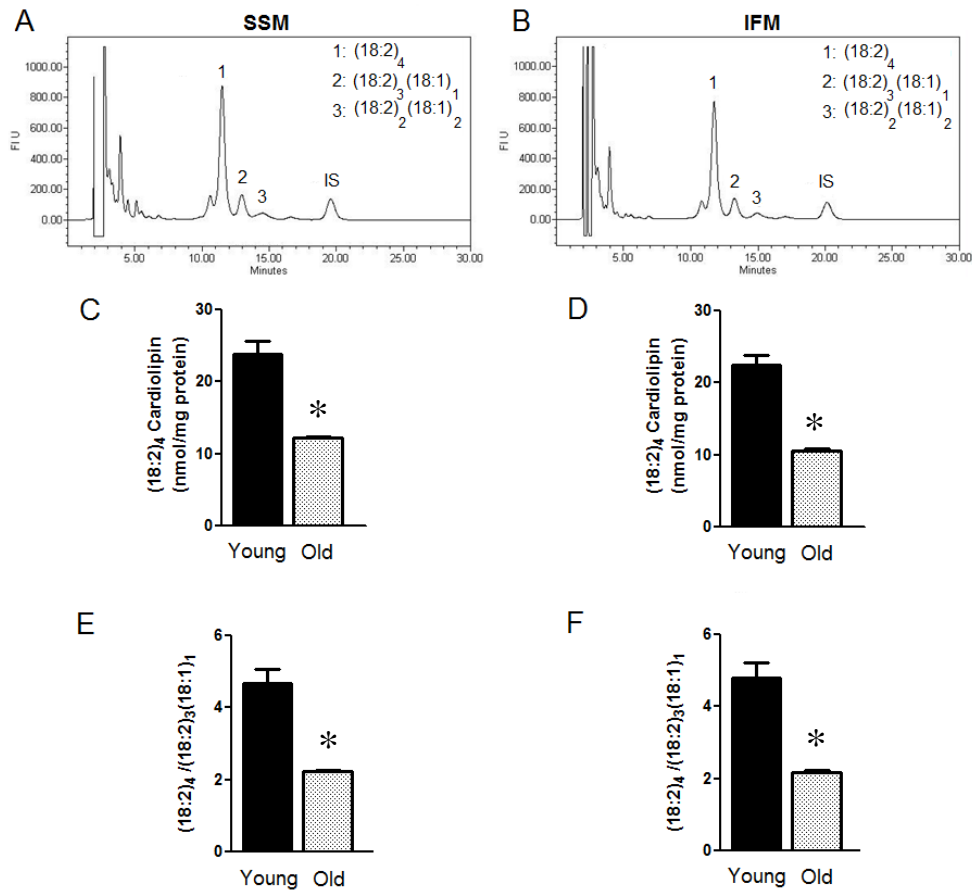 A
SSM
1: (18:2)4
2: (18:2)3(18:1)1
3: (18:2)2(18:1)2
1000.00
800.00
600.00
400.00
200.00
0.00
FIU
1
2
3
IS
5.00 10.00 15.00 20.00 25.00 30.00
Minutes
B
IFM
1: (18:2)4
2: (18:2)3(18:1)1
3: (18:2)2(18:1)2
1000.00
800.00
600.00
400.00
200.00
0.00
FIU
1
2
3
IS
5.00 10.00 15.00 20.00 25.00 30.00
Minutes
C
(18:2)4 Cardiolipin
(nmol/mg protein)
30
20
10
0
*
Young Old
D
(18:2)4 Cardiolipin
(nmol/mg protein)
30
20
10
0
*
Young Old
E
(18:2)4 /(18:2)3(18:1)1
6
4
2
0
*
Young Old
F
(18:2)4 /(18:2)3(18:1)1
6
4
2
0
*
Young Old